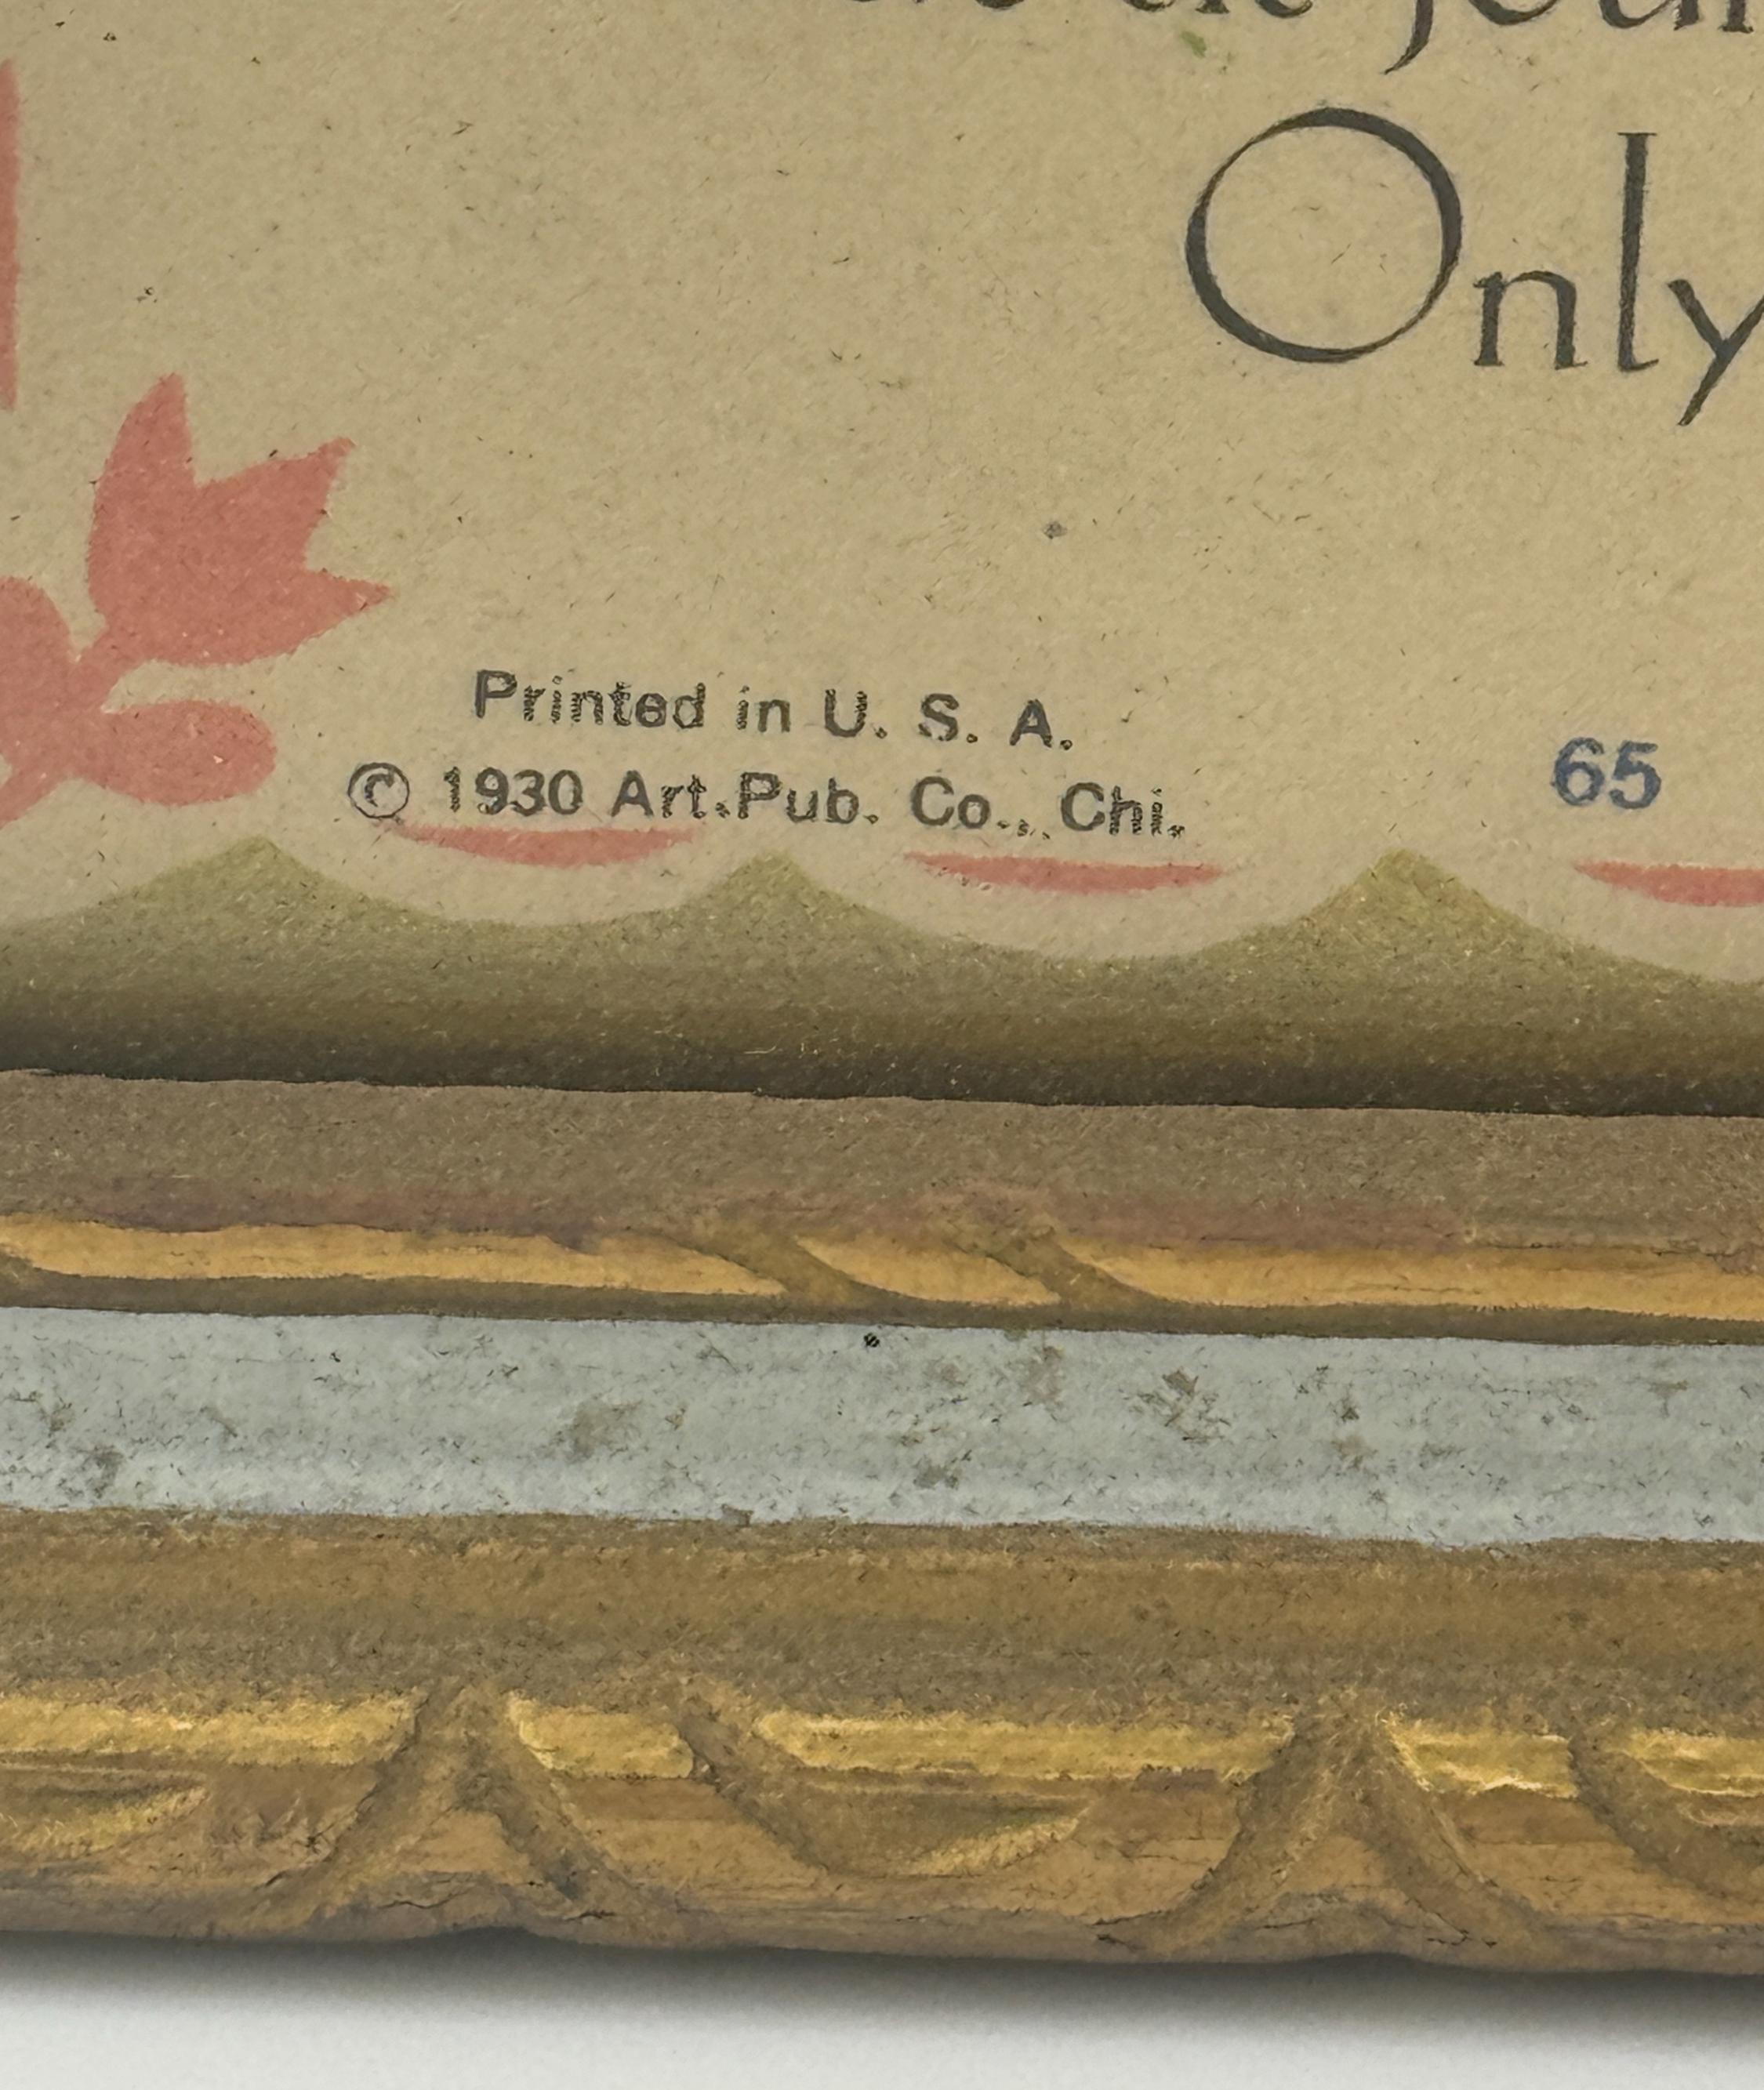 Only
Printed in U. S. A.
© 1930 Art. Pub. Co., Chi.
65